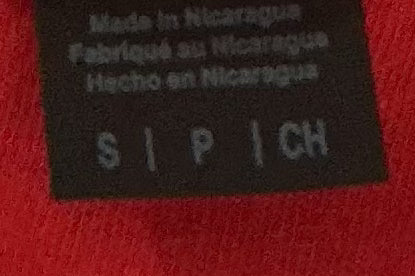 Made in Nicaragua
Fabriqué au Nicaragua
Hecho en Nicaragua
S | P | CH